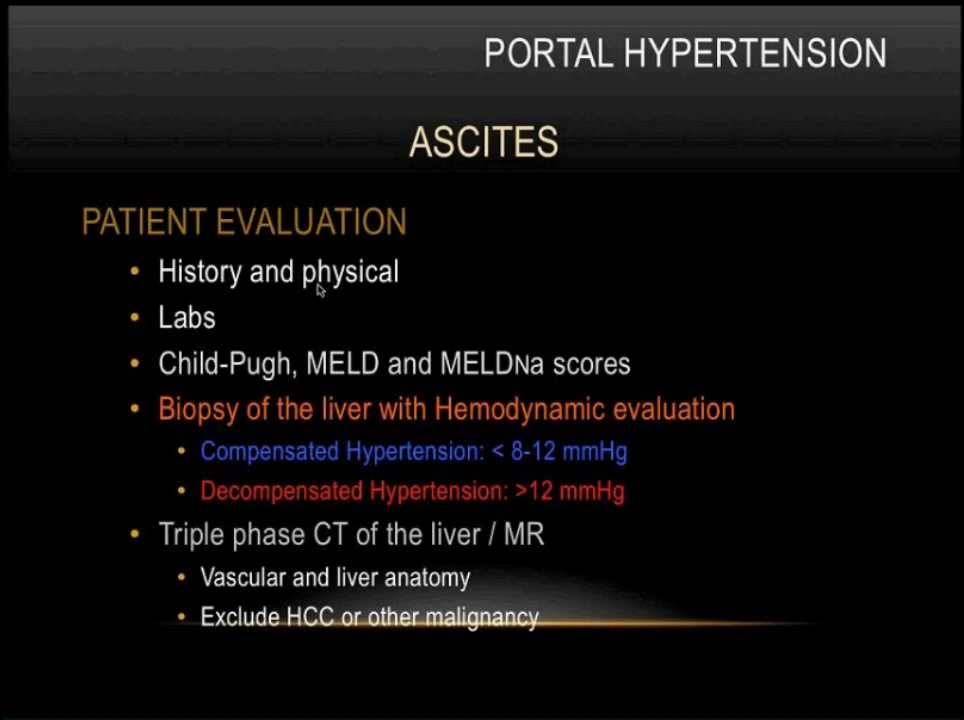 PORTAL HYPERTENSION
ASCITES
PATIENT EVALUATION
• History and physical
• Labs
• Child-Pugh, MELD and MELDNa scores
• Biopsy of the liver with Hemodynamic evaluation
• Compensated Hypertension: < 8-12 mmHg
• Decompensated Hypertension: >12 mmHg
• Triple phase CT of the liver / MR
• Vascular and liver anatomy
• Exclude HCC or other malignancy